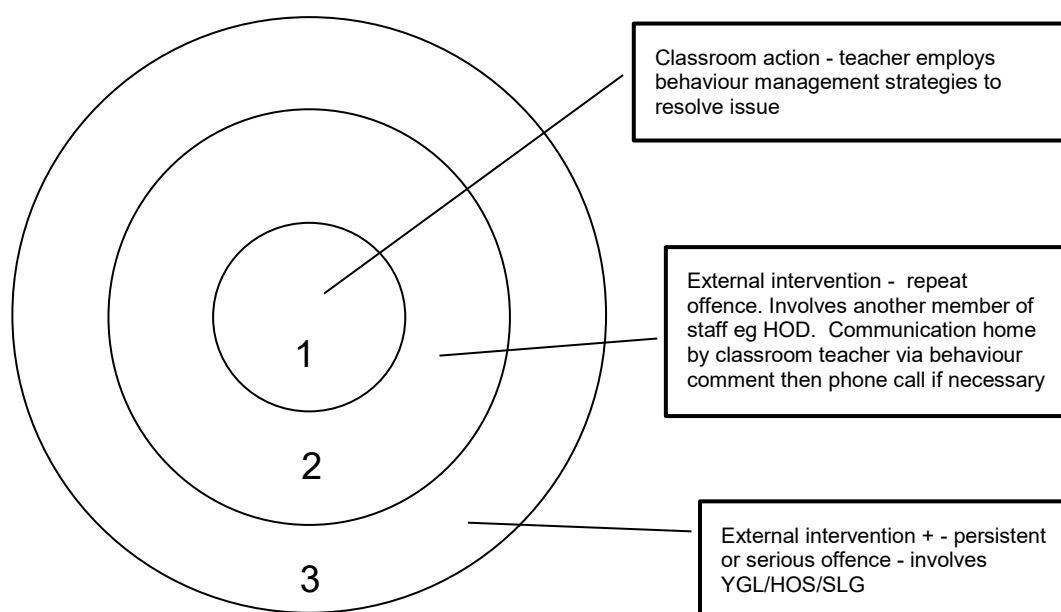 Classroom action - teacher employs
behaviour management strategies to
resolve issue
External intervention -  repeat
offence. Involves another member of
staff eg HOD.  Communication home
by classroom teacher via behaviour
comment then phone call if necessary
1
2
External intervention + - persistent
or serious offence - involves
YGL/HOS/SLG
3